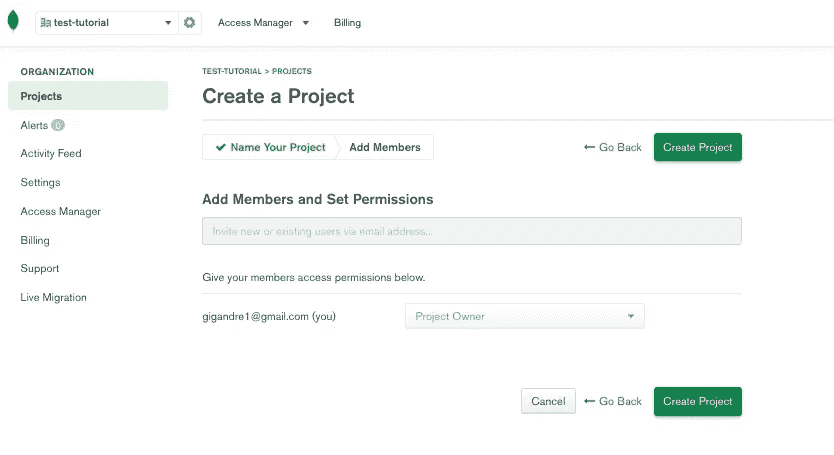 test-tutorial
Access Manager
Billing
ORGANIZATION
Projects
Alerts 0
Activity Feed
Settings
Access Manager
Billing
Support
Live Migration
TEST-TUTORIAL > PROJECTS
Create a Project
Name Your Project
Add Members
← Go Back
Create Project
Add Members and Set Permissions
Invite new or existing users via email address...
Give your members access permissions below.
gigandre1@gmail.com (you)
Project Owner
Cancel
← Go Back
Create Project